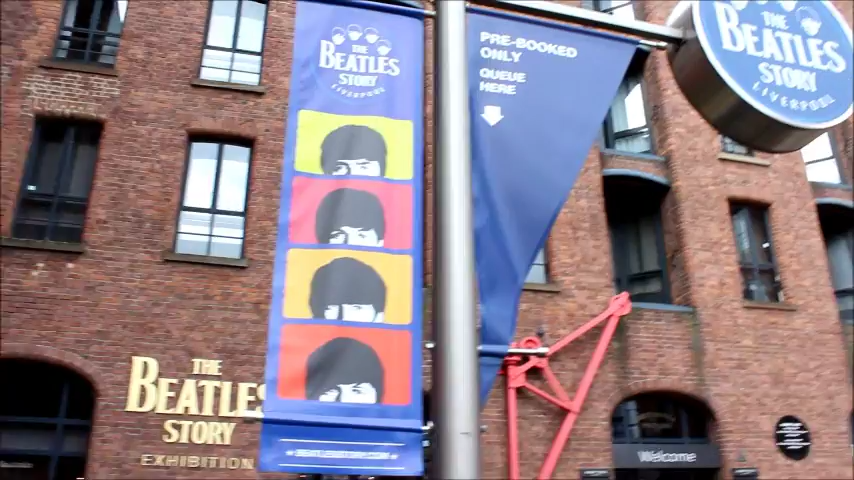 THE
BEATLES
STORY
LIVERPOOL
PRE-BOOKED
ONLY
QUEUE
HERE
THE
BEATLES
STORY
LIVERPOOL
THE
BEATLES
STORY
EXHIBITION
Welcome